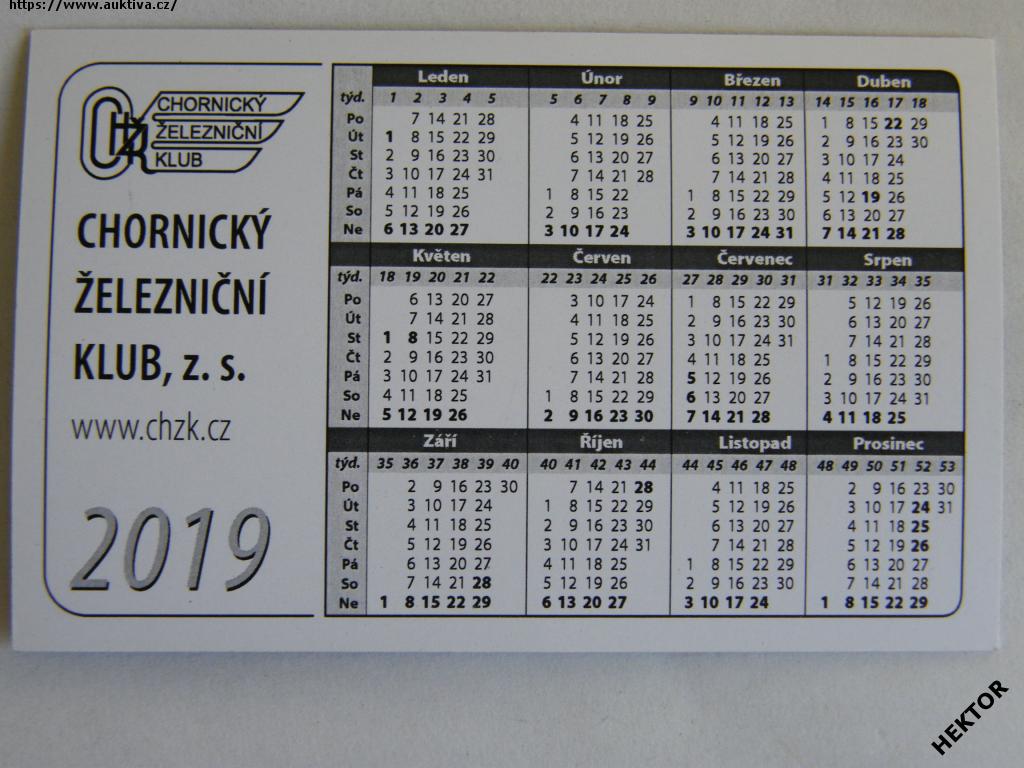 https://www.auktiva.cz/
CHORNICKÝ
ŽELEZNIČNÍ
KLUB
CHŽK
CHORNICKÝ
ŽELEZNIČNÍ
KLUB, z. s.
www.chzk.cz
2019
Leden Únor Březen Duben
týd. 1 2 3 4 5 5 6 7 8 9 9 10 11 12 13 14 15 16 17 18
Po 7 14 21 28 4 11 18 25 4 11 18 25 1 8 15 22 29
Út 1 8 15 22 29 5 12 19 26 5 12 19 26 2 9 16 23 30
St 2 9 16 23 30 6 13 20 27 6 13 20 27 3 10 17 24
Čt 3 10 17 24 31 7 14 21 28 7 14 21 28 4 11 18 25
Pá 4 11 18 25 1 8 15 22 1 8 15 22 29 5 12 19 26
So 5 12 19 26 2 9 16 23 2 9 16 23 30 6 13 20 27
Ne 6 13 20 27 3 10 17 24 3 10 17 24 31 7 14 21 28
Květen Červen Červenec Srpen
týd. 18 19 20 21 22 22 23 24 25 26 27 28 29 30 31 31 32 33 34 35
Po 6 13 20 27 3 10 17 24 1 8 15 22 29 5 12 19 26
Út 7 14 21 28 4 11 18 25 2 9 16 23 30 6 13 20 27
St 1 8 15 22 29 5 12 19 26 3 10 17 24 31 7 14 21 28
Čt 2 9 16 23 30 6 13 20 27 4 11 18 25 1 8 15 22 29
Pá 3 10 17 24 31 7 14 21 28 5 12 19 26 2 9 16 23 30
So 4 11 18 25 1 8 15 22 29 6 13 20 27 3 10 17 24 31
Ne 5 12 19 26 2 9 16 23 30 7 14 21 28 4 11 18 25
Září Říjen Listopad Prosinec
týd. 35 36 37 38 39 40 40 41 42 43 44 44 45 46 47 48 48 49 50 51 52 53
Po 2 9 16 23 30 7 14 21 28 4 11 18 25 2 9 16 23 30
Út 3 10 17 24 1 8 15 22 29 5 12 19 26 3 10 17 24 31
St 4 11 18 25 2 9 16 23 30 6 13 20 27 4 11 18 25
Čt 5 12 19 26 3 10 17 24 31 7 14 21 28 5 12 19 26
Pá 6 13 20 27 4 11 18 25 1 8 15 22 29 6 13 20 27
So 7 14 21 28 5 12 19 26 2 9 16 23 30 7 14 21 28
Ne 1 8 15 22 29 6 13 20 27 3 10 17 24 1 8 15 22 29
HEKTOR